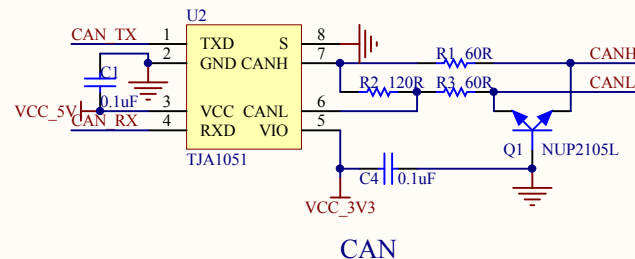 U2
CAN_TX 1 TXD S 8
2 GND CANH 7 R1 60R CANH
C1 R2 120R R3 60R CANL
0.1uF
VCC_5V 3 VCC CANL 6
CAN_RX 4 RXD VIO 5
TJA1051 Q1 NUP2105L
C4 0.1uF
VCC_3V3
CAN